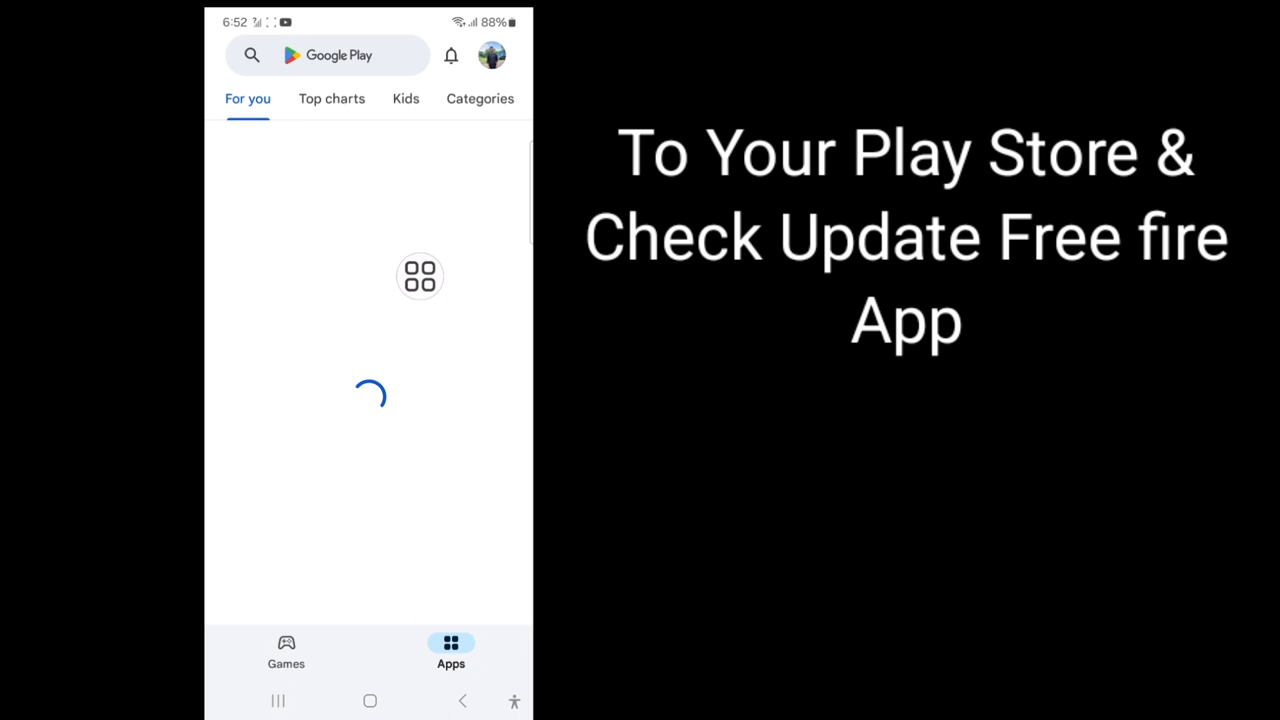 6:52 88%
Google Play
For you Top charts Kids Categories
To Your Play Store &
Check Update Free fire
App
Games Apps